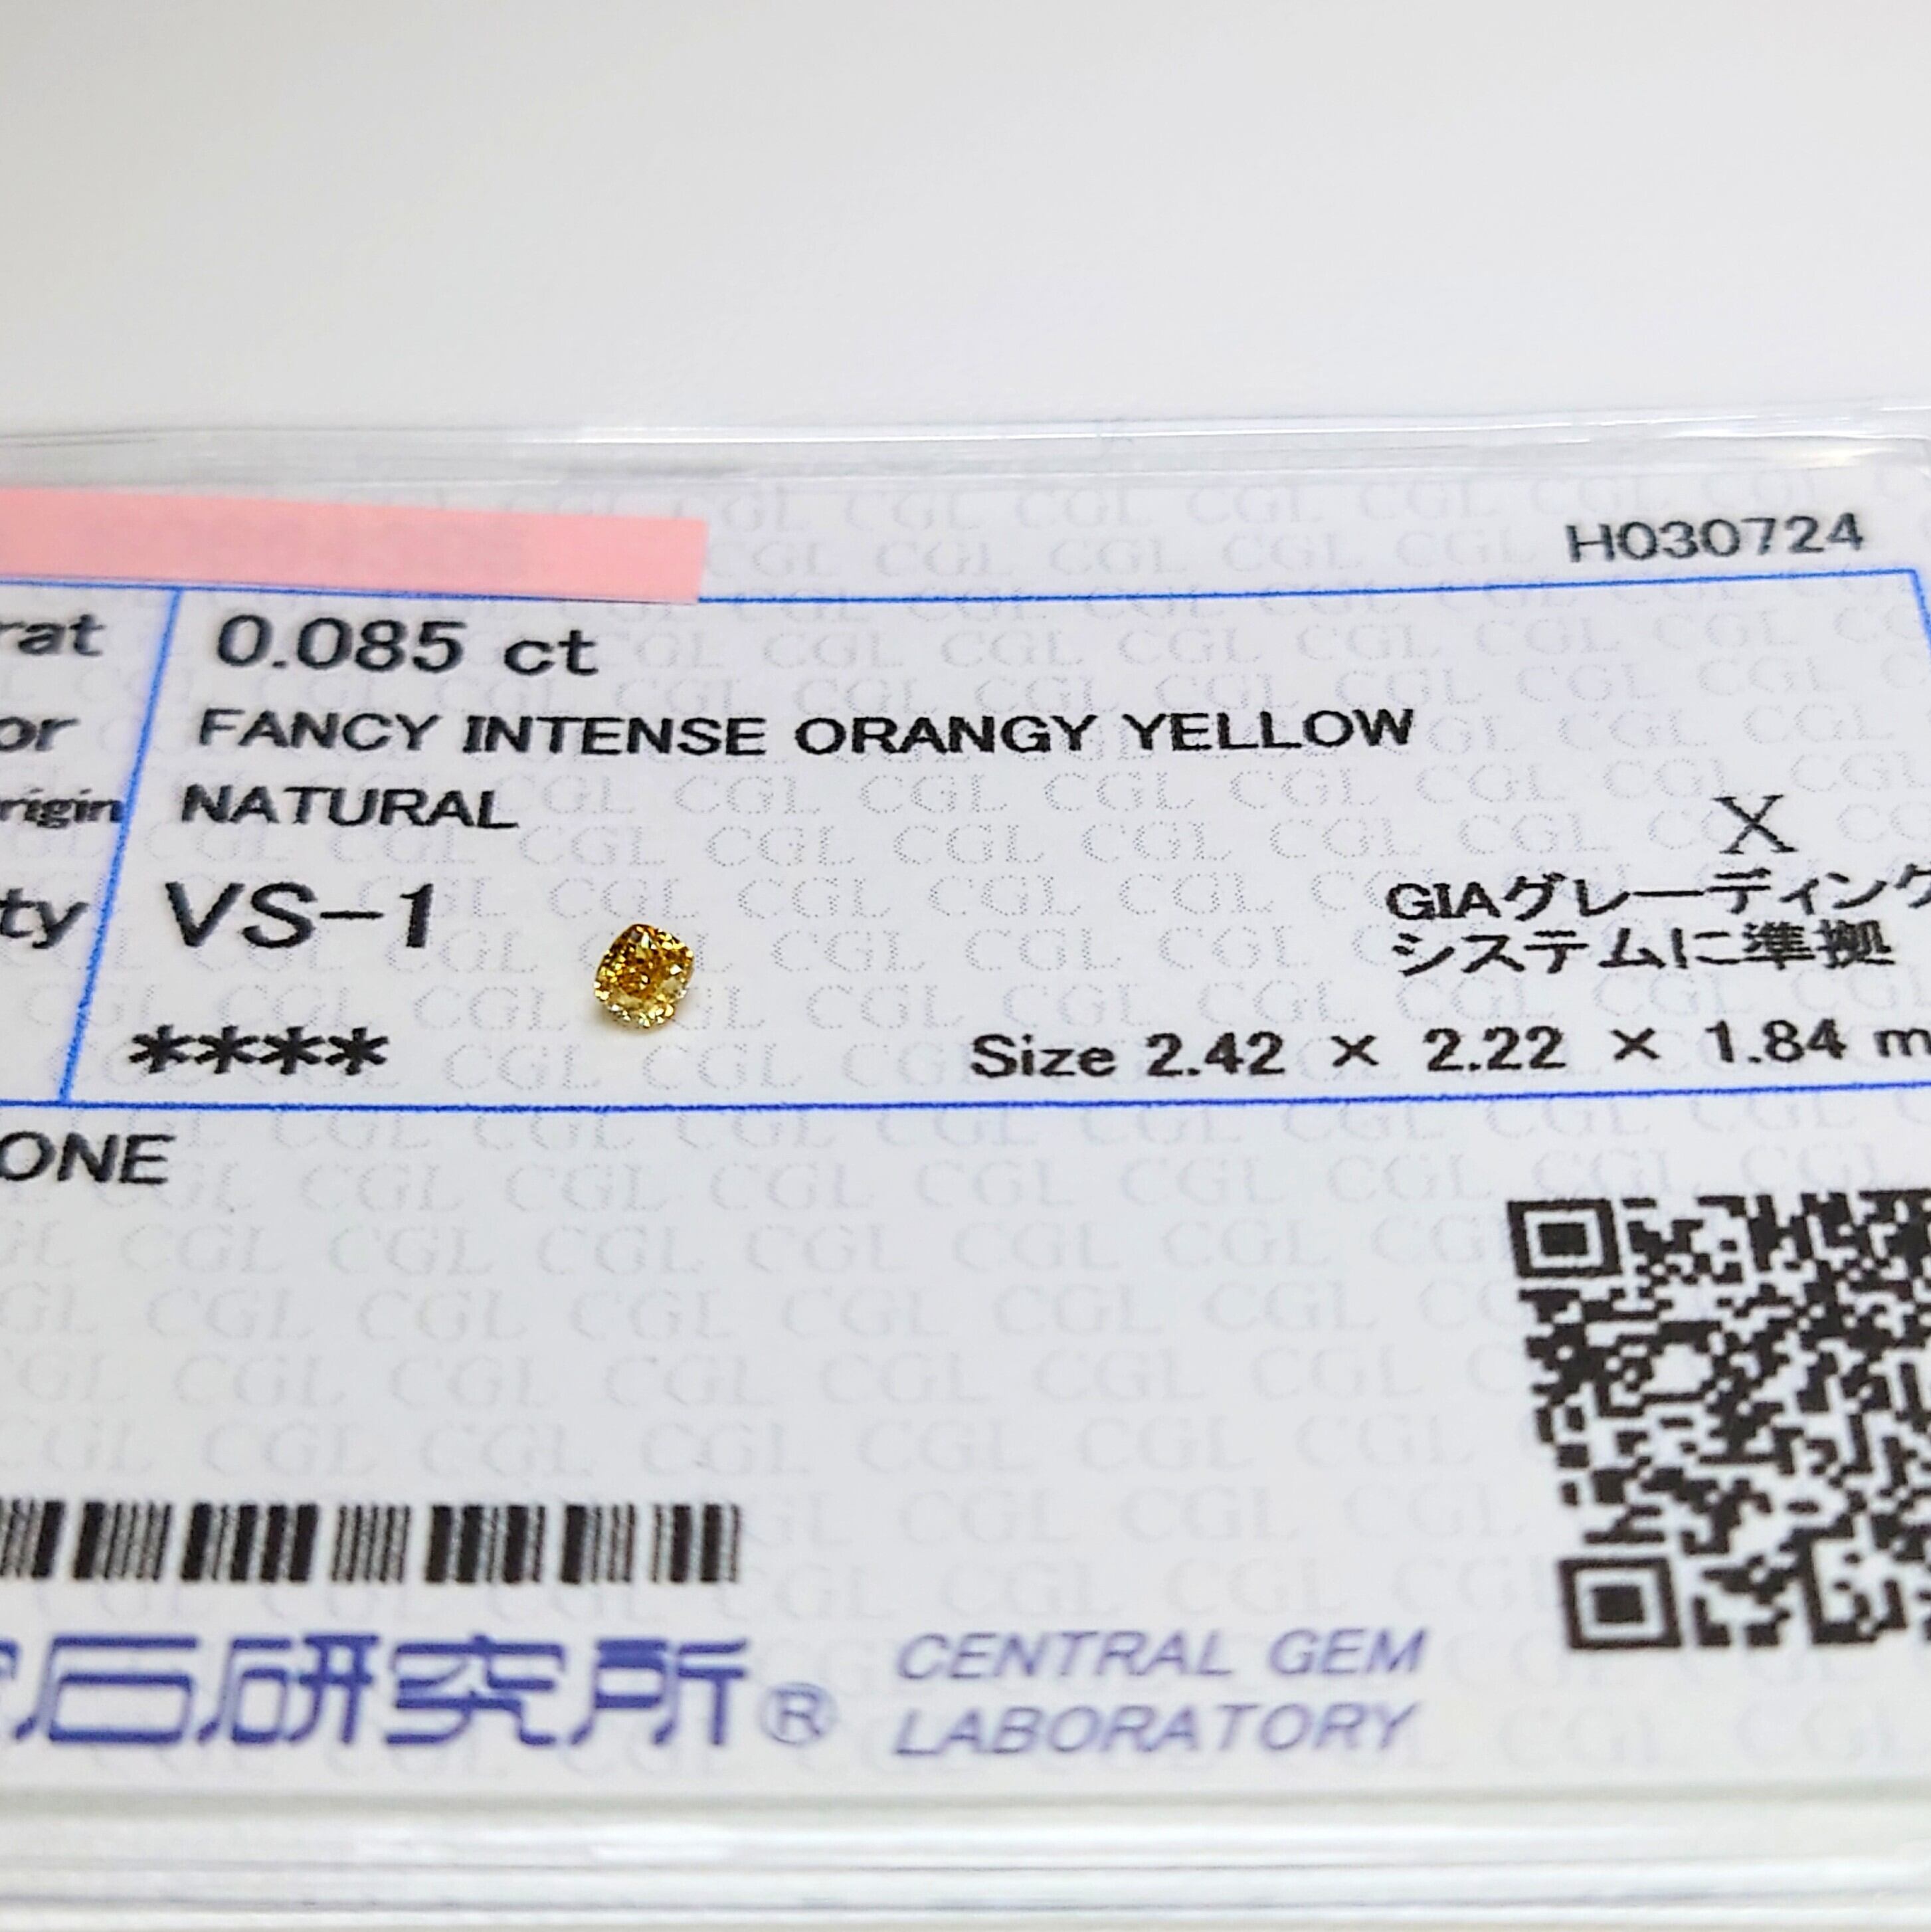 H030724
rat 0.085 ct
or FANCY INTENSE ORANGY YELLOW
rigin NATURAL
X
ty VS-1
GIAグレーディング
システムに準拠
****
Size 2.42 × 2.22 × 1.84 m
ONE
石研究所®
CENTRAL GEM
LABORATORY